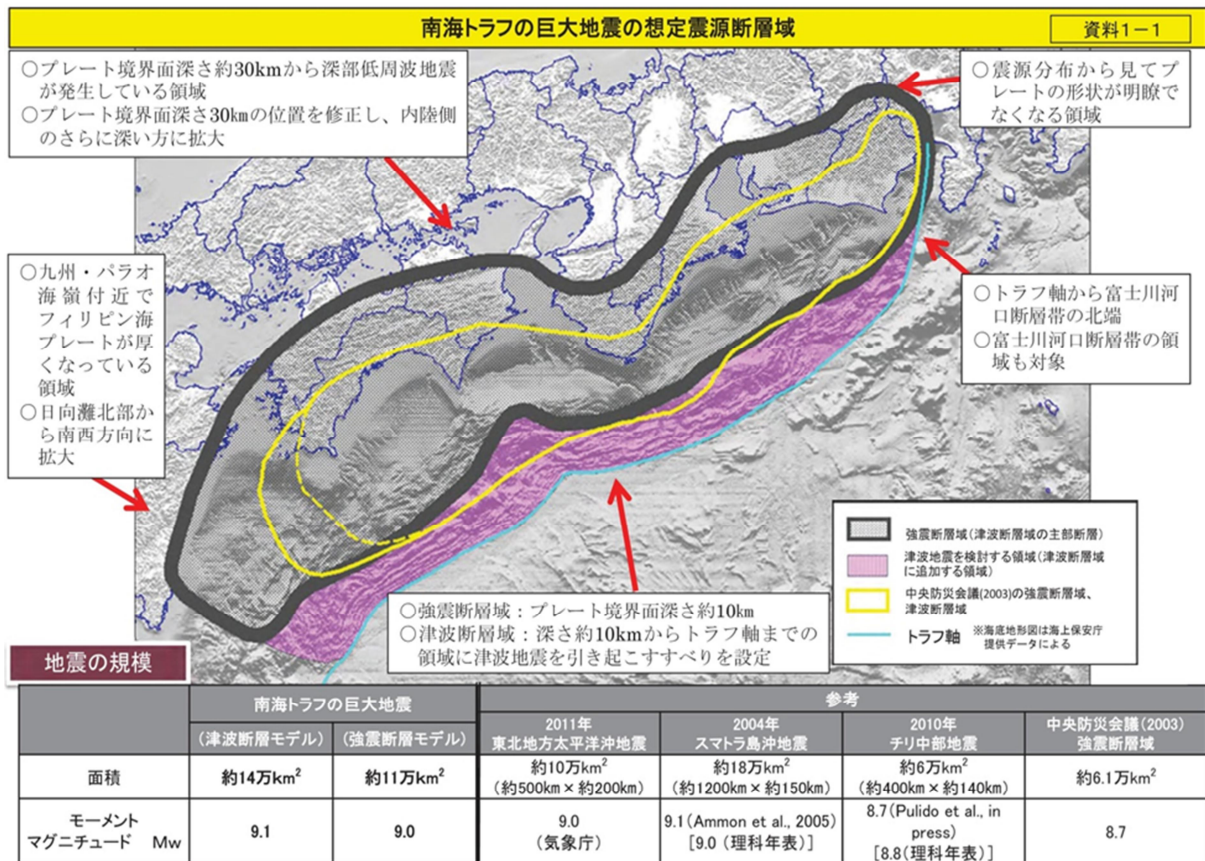 南海トラフの巨大地震の想定震源断層域
資料1－1
○プレート境界面深さ約30kmから深部低周波地震
が発生している領域
○プレート境界面深さ30kmの位置を修正し、内陸側
のさらに深い方に拡大
○震源分布から見てプ
レートの形状が明瞭で
なくなる領域
○九州・パラオ
海嶺付近で
フィリピン海
プレートが厚
くなっている
領域
○日向灘北部か
ら南西方向に
拡大
○トラフ軸から富士川河
口断層帯の北端
○富士川河口断層帯の領
域も対象
○強震断層域：プレート境界面深さ約10km
○津波断層域：深さ約10kmからトラフ軸までの
領域に津波地震を引き起こすすべりを設定
強震断層域(津波断層域の主部断層)
津波地震を検討する領域(津波断層域
に追加する領域)
中央防災会議(2003)の強震断層域、
津波断層域
トラフ軸
※海底地形図は海上保安庁
提供データによる
地震の規模
南海トラフの巨大地震
参考
(津波断層モデル)
(強震断層モデル)
2011年
東北地方太平洋沖地震
2004年
スマトラ島沖地震
2010年
チリ中部地震
中央防災会議(2003)
強震断層域
面積
約14万km²
約11万km²
約10万km²
(約500km×約200km)
約18万km²
(約1200km×約150km)
約6万km²
(約400km×約140km)
約6.1万km²
モーメント
マグニチュード Mw
9.1
9.0
9.0
(気象庁)
9.1(Ammon et al., 2005)
[9.0 (理科年表)]
8.7(Pulido et al., in
press)
[8.8(理科年表)]
8.7